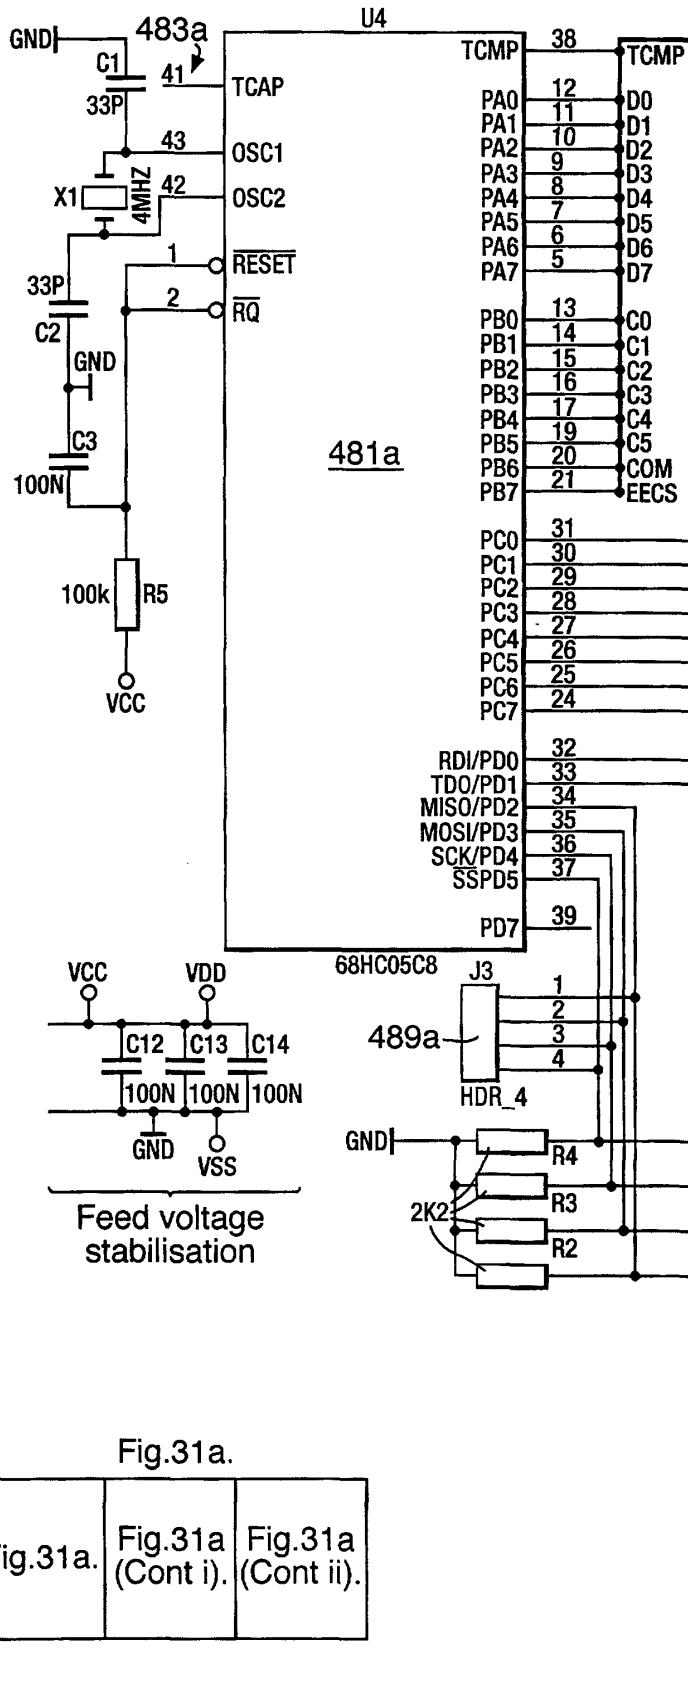 U4
483a
GND
C1
33P
41
TCAP
43
OSC1
X1
4MHZ
42
OSC2
1
RESET
2
RQ
33P
C2
GND
C3
100N
100k
R5
VCC
481a
TCMP 38 TCMP
PA0 12 D0
PA1 11 D1
PA2 10 D2
PA3 9 D3
PA4 8 D4
PA5 7 D5
PA6 6 D6
PA7 5 D7
PB0 13 C0
PB1 14 C1
PB2 15 C2
PB3 16 C3
PB4 17 C4
PB5 19 C5
PB6 20 COM
PB7 21 EECS
PC0 31
PC1 30
PC2 29
PC3 28
PC4 27
PC5 26
PC6 25
PC7 24
RDI/PD0 32
TDO/PD1 33
MISO/PD2 34
MOSI/PD3 35
SCK/PD4 36
SSPD5 37
PD7 39
68HC05C8
VCC
VDD
C12
C13
C14
100N
100N
100N
GND
VSS
Feed voltage
stabilisation
J3
489a
1
2
3
4
HDR_4
GND
R4
R3
2K2
R2
Fig.31a.
ig.31a.
Fig.31a
(Cont i).
Fig.31a
(Cont ii).